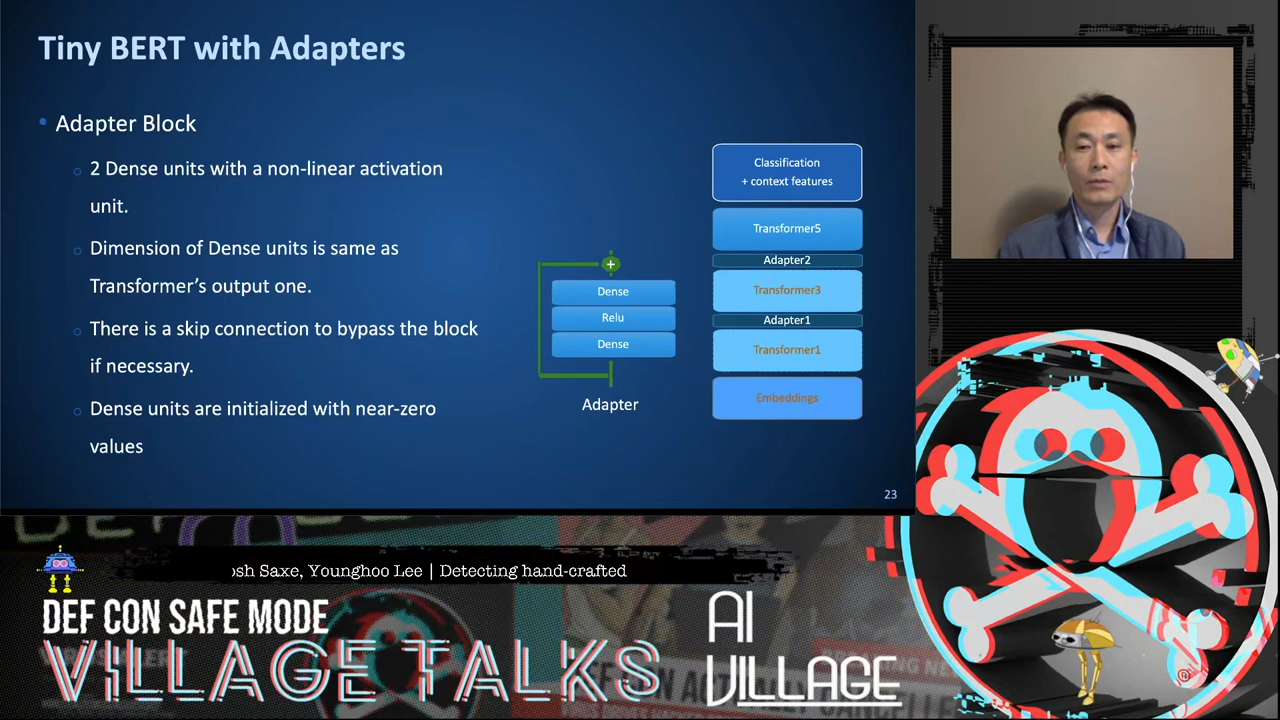 Tiny BERT with Adapters
• Adapter Block
○ 2 Dense units with a non-linear activation
unit.
○ Dimension of Dense units is same as
Transformer's output one.
○ There is a skip connection to bypass the block
if necessary.
○ Dense units are initialized with near-zero
values
+
Dense
Relu
Dense
Adapter
Classification
+ context features
Transformer5
Adapter2
Transformer3
Adapter1
Transformer1
Embeddings
23
osh Saxe, Younghoo Lee | Detecting hand-crafted
DEF CON SAFE MODE
VILLAGE TALKS
AI
VILLAGE